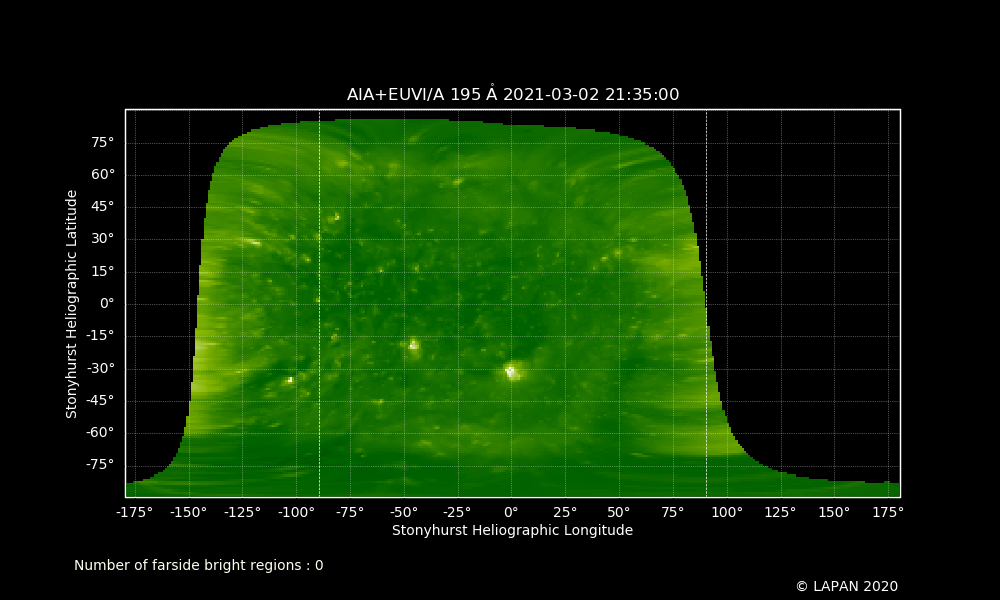 AIA+EUVI/A 195 Å 2021-03-02 21:35:00
75°
60°
45°
30°
15°
0°
-15°
-30°
-45°
-60°
-75°
Stonyhurst Heliographic Latitude
-175° -150° -125° -100° -75° -50° -25° 0° 25° 50° 75° 100° 125° 150° 175°
Stonyhurst Heliographic Longitude
Number of farside bright regions : 0
© LAPAN 2020